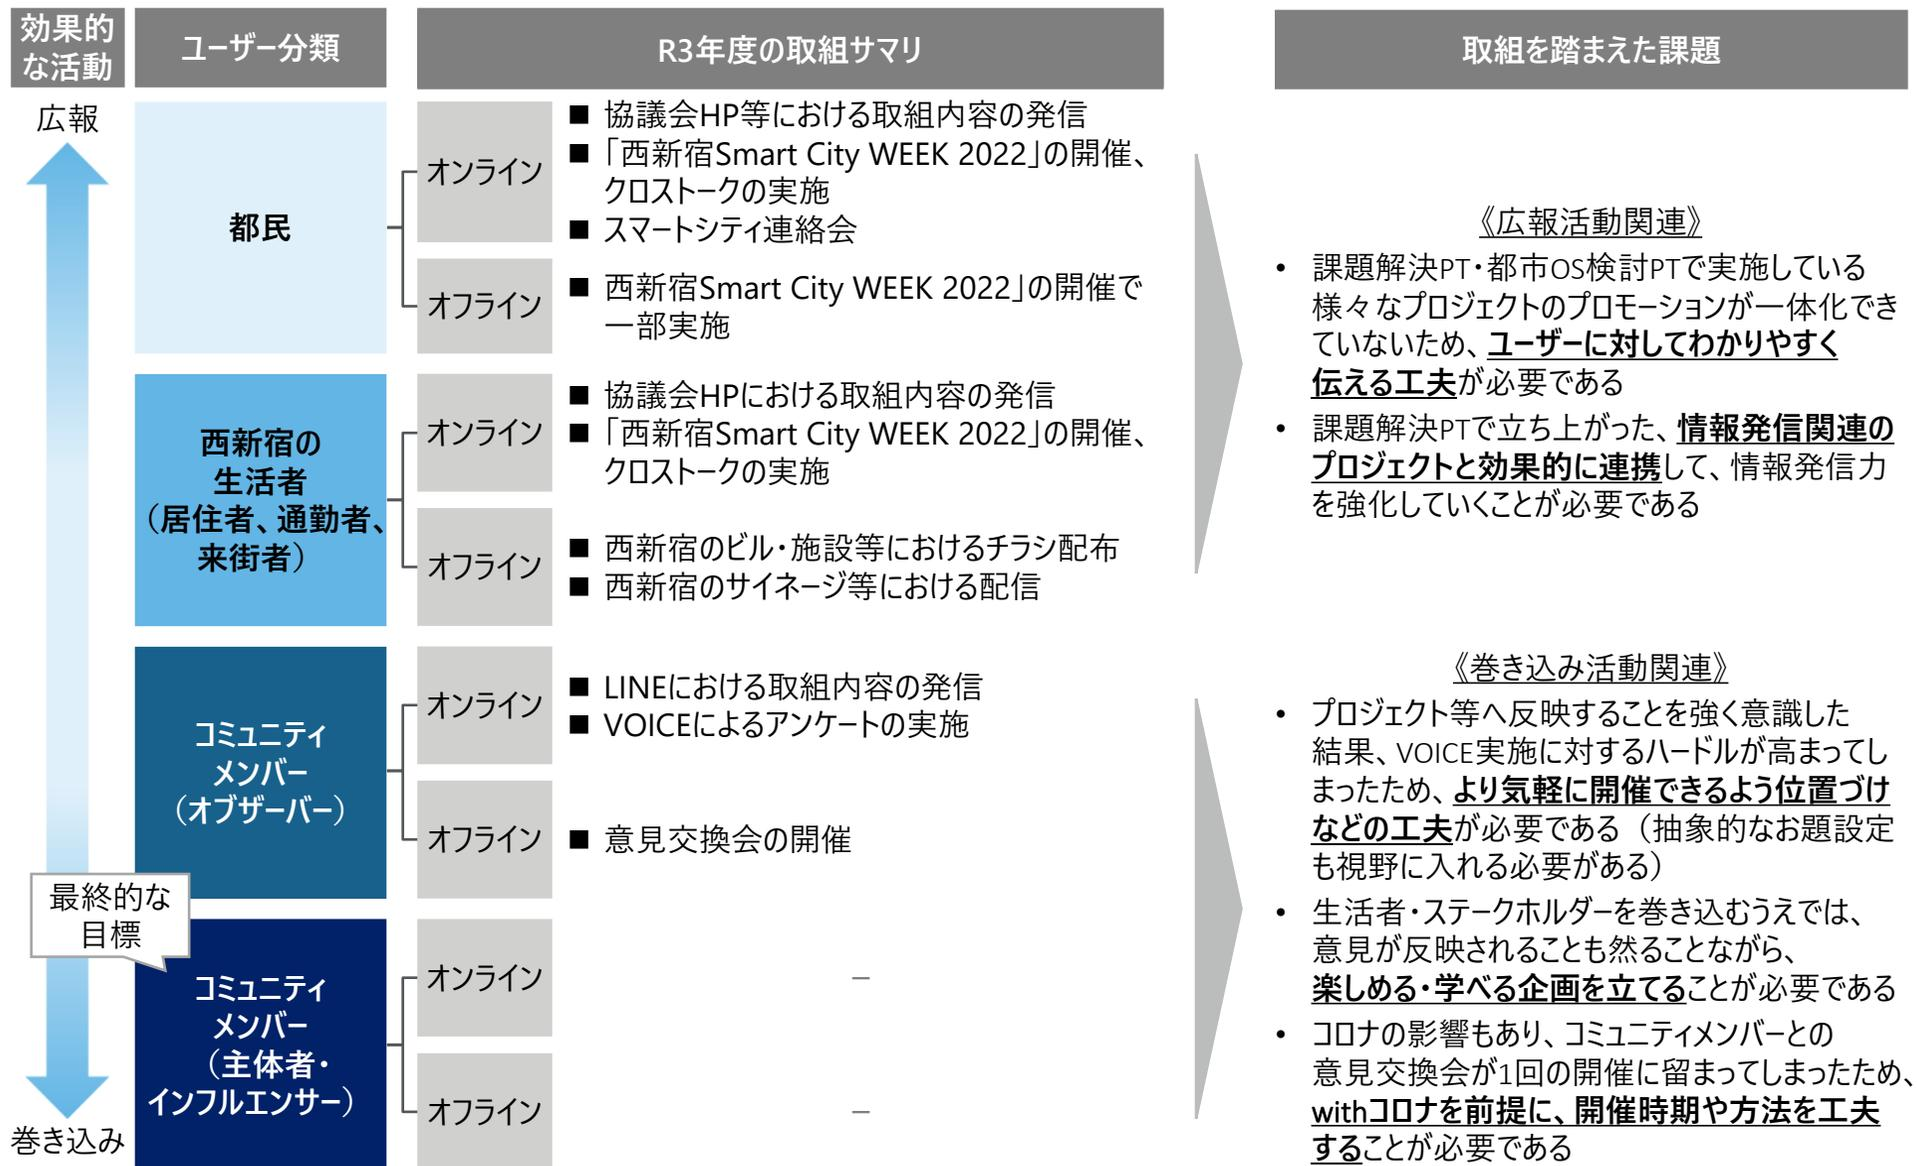 効果的
な活動
ユーザー分類
R3年度の取組サマリ
取組を踏まえた課題
広報
都民
オンライン
■ 協議会HP等における取組内容の発信
■ 「西新宿Smart City WEEK 2022」の開催、
クロストークの実施
■ スマートシティ連絡会
オフライン
■ 西新宿Smart City WEEK 2022」の開催で
一部実施
西新宿の
生活者
（居住者、通勤者、
来街者）
オンライン
■ 協議会HPにおける取組内容の発信
■ 「西新宿Smart City WEEK 2022」の開催、
クロストークの実施
オフライン
■ 西新宿のビル・施設等におけるチラシ配布
■ 西新宿のサイネージ等における配信
《広報活動関連》
• 課題解決PT・都市OS検討PTで実施している
様々なプロジェクトのプロモーションが一体化でき
ていないため、ユーザーに対してわかりやすく
伝える工夫が必要である
• 課題解決PTで立ち上がった、情報発信関連の
プロジェクトと効果的に連携して、情報発信力
を強化していくことが必要である
コミュニティ
メンバー
（オブザーバー）
オンライン
■ LINEにおける取組内容の発信
■ VOICEによるアンケートの実施
オフライン
■ 意見交換会の開催
最終的な
目標
コミュニティ
メンバー
（主体者・
インフルエンサー）
オンライン
–
オフライン
–
巻き込み
《巻き込み活動関連》
• プロジェクト等へ反映することを強く意識した
結果、VOICE実施に対するハードルが高まってし
まったため、より気軽に開催できるよう位置づけ
などの工夫が必要である（抽象的なお題設定
も視野に入れる必要がある）
• 生活者・ステークホルダーを巻き込むうえでは、
意見が反映されることも然ることながら、
楽しめる・学べる企画を立てることが必要である
• コロナの影響もあり、コミュニティメンバーとの
意見交換会が1回の開催に留まってしまったため、
withコロナを前提に、開催時期や方法を工夫
することが必要である